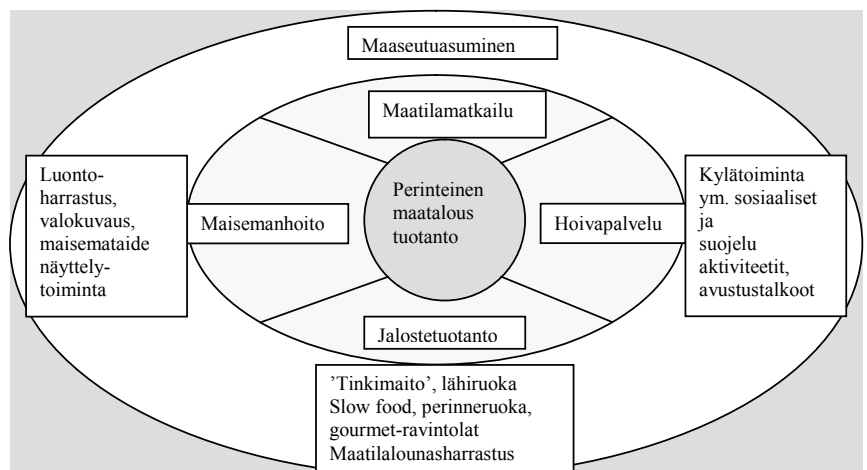 Maaseutuasuminen
Maatilamatkailu
Luonto-
harrastus,
valokuvaus,
maisemataide
näyttely-
toiminta
Maisemanhoito
Perinteinen
maatalous
tuotanto
Hoivapalvelu
Kylätoiminta
ym. sosiaaliset
ja
suojelu
aktiviteetit,
avustustalkoot
Jalostetuotanto
’Tinkimaito’, lähiruoka
Slow food, perinneruoka,
gourmet-ravintolat
Maatilalounasharrastus